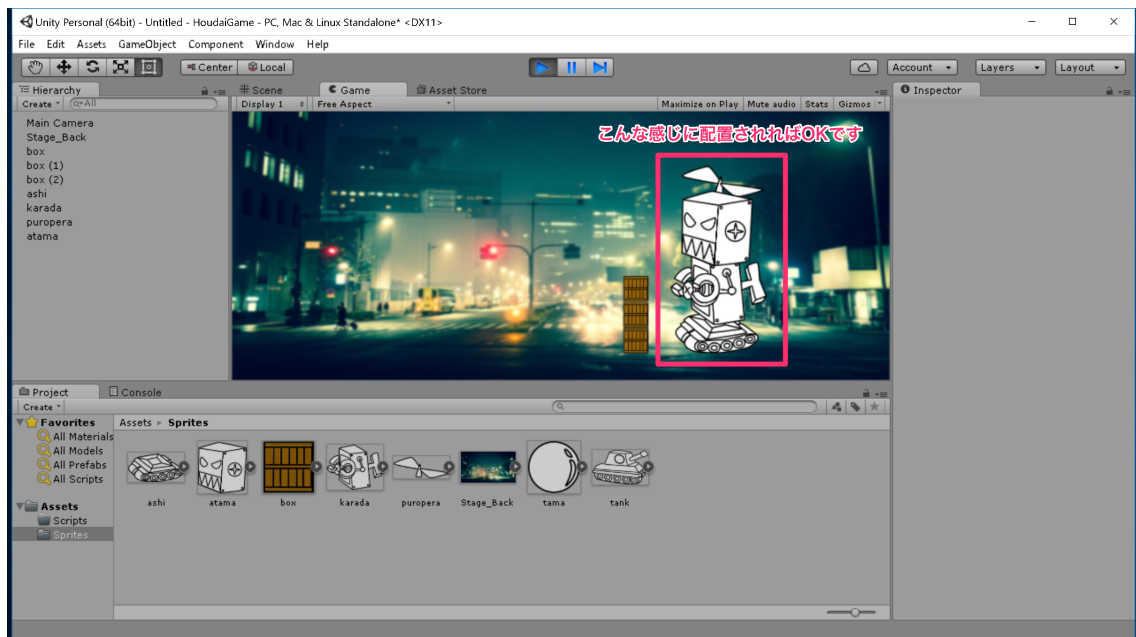 Unity Personal (64bit) - Untitled - HoudaiGame - PC, Mac & Linux Standalone* <DX11>
File Edit Assets GameObject Component Window Help
Center Local Account Layers Layout
Hierarchy
Create All
Main Camera
Stage_Back
box
box (1)
box (2)
ashi
karada
puropera
atama
Scene Game Asset Store
Display 1 Free Aspect Maximize on Play Mute audio Stats Gizmos
こんな感じに配置されればOKです
Inspector
Project Console
Create
Favorites
All Materials
All Models
All Prefabs
All Scripts
Assets
Scripts
Sprites
Assets Sprites
ashi atama box karada puropera Stage_Back tama tank